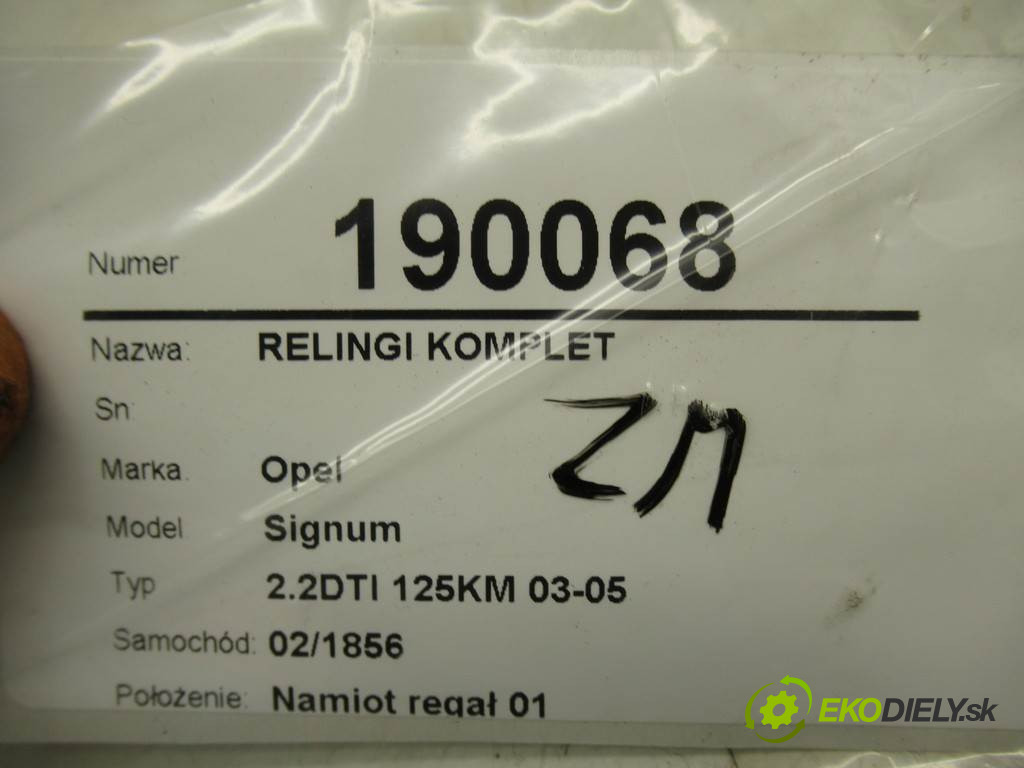 Numer 190068
Nazwa: RELINGI KOMPLET
Sn:
Marka: Opel
ZM
Model Signum
Typ 2.2DTI 125KM 03-05
Samochód: 02/1856
Położenie: Namiot regał 01
EKODIELY.sk